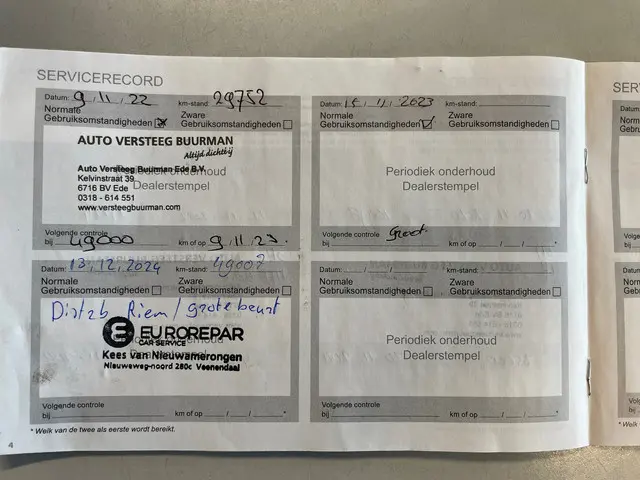 SERVICERECORD
SERV
Datum: 9.11.22 km-stand: 29752
Normale Gebruiksomstandigheden Zware Gebruiksomstandigheden
AUTO VERSTEEG BUURMAN
Altijd dichtbij
Auto Versteeg Buurman Ede B.V.
Kelvinstraat 39
6716 BV Ede
0318 - 614 551
www.versteegbuurman.com
Periodiek onderhoud
Dealerstempel
Volgende controle
bij 49000 km of op 9.11.23. *
Datum: 2023 km-stand:
Normale Gebruiksomstandigheden Zware Gebruiksomstandigheden
Periodiek onderhoud
Dealerstempel
Volgende controle
bij km of op / / *
Datum: 13.12.2024 km-stand: 49007
Normale Gebruiksomstandigheden Zware Gebruiksomstandigheden
Riem / grote beurt
EUROREPAR
CAR SERVICE
Kees van Nieuwamerongen
Nieuweweg-noord 280c Veenendaal
Periodiek onderhoud
Dealerstempel
Volgende controle
bij km of op / / *
Datum: / / km-stand:
Normale Gebruiksomstandigheden Zware Gebruiksomstandigheden
Periodiek onderhoud
Dealerstempel
Volgende controle
bij km of op / / *
* Welk van de twee als eerste wordt bereikt.
4